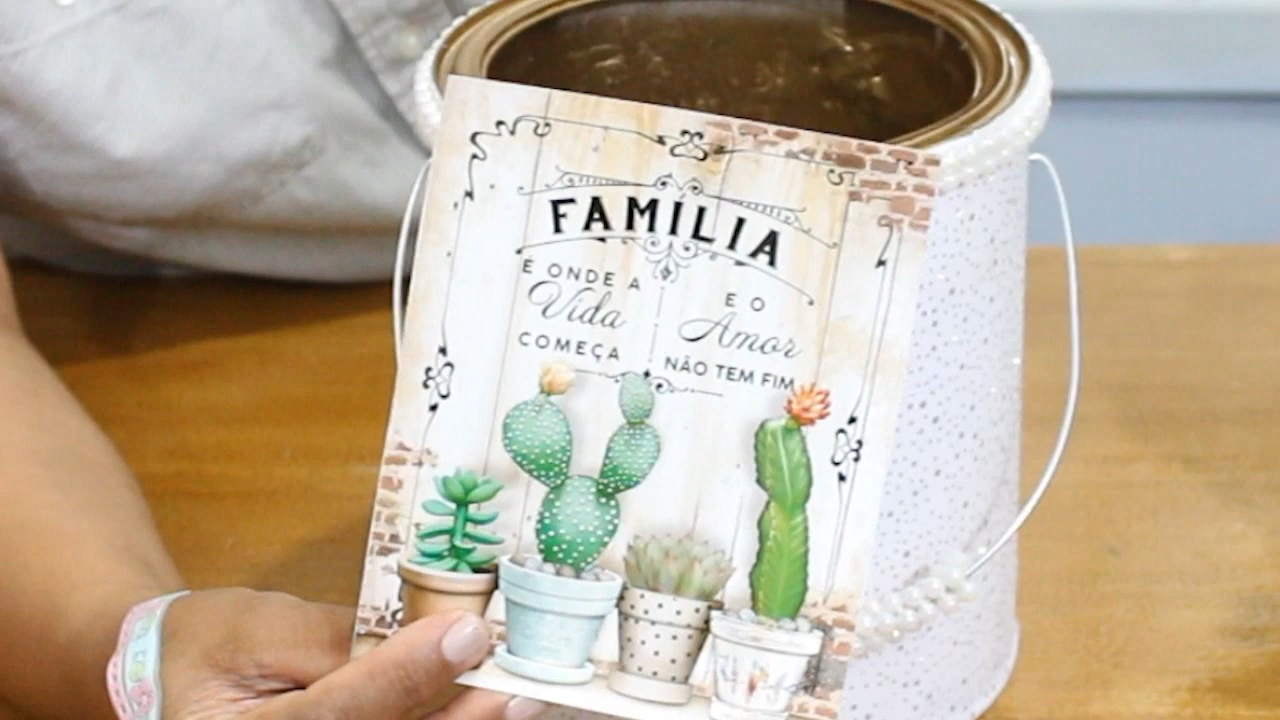 FAMILIA
É ONDE A
Vida
COMEÇA
E O
Amor
NÃO TEM FIM